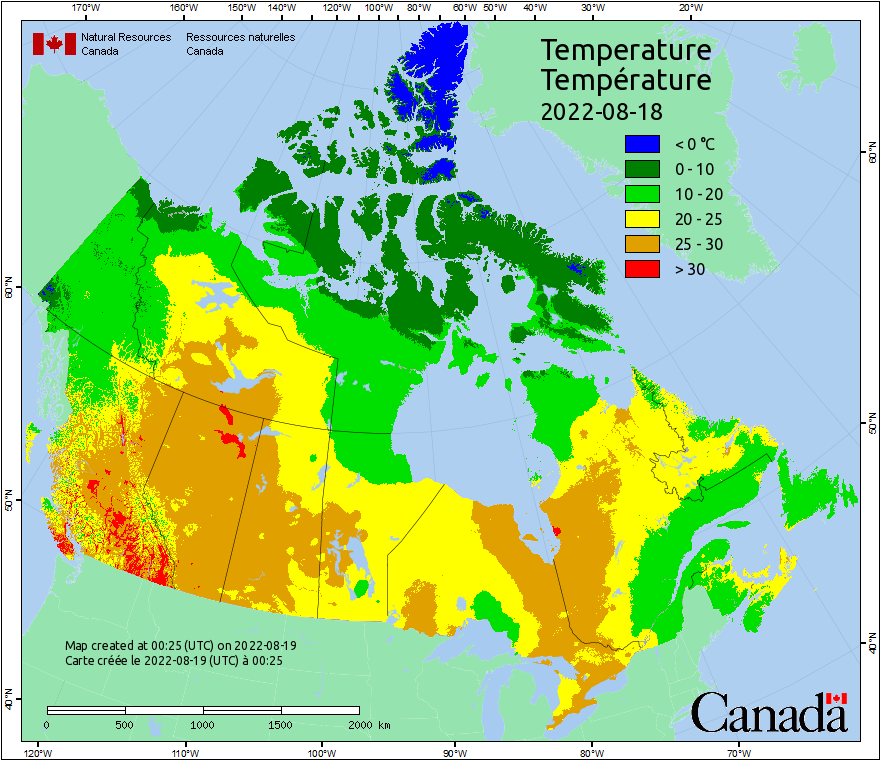 170°W 160°W 150°W 140°W 120°W 100°W 80°W 60°W 50°W 40°W 30°W 20°W
Natural Resources Ressources naturelles
Canada Canada
Temperature
Température
2022-08-18
< 0 °C
0 - 10
10 - 20
20 - 25
25 - 30
> 30
60°N
60°N
50°N
50°N
40°N
40°N
Map created at 00:25 (UTC) on 2022-08-19
Carte créée le 2022-08-19 (UTC) à 00:25
0 500 1000 1500 2000 km
Canada
120°W 110°W 100°W 90°W 80°W 70°W